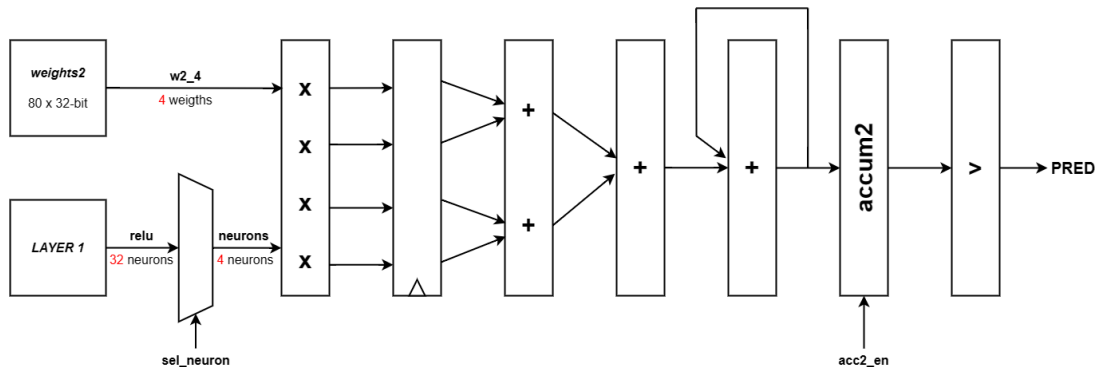 weights2
80 x 32-bit
w2_4
4 weigths
LAYER 1
relu
32 neurons
neurons
4 neurons
sel_neuron
x
x
x
x
+
+
+
+
accum2
acc2_en
>
PRED